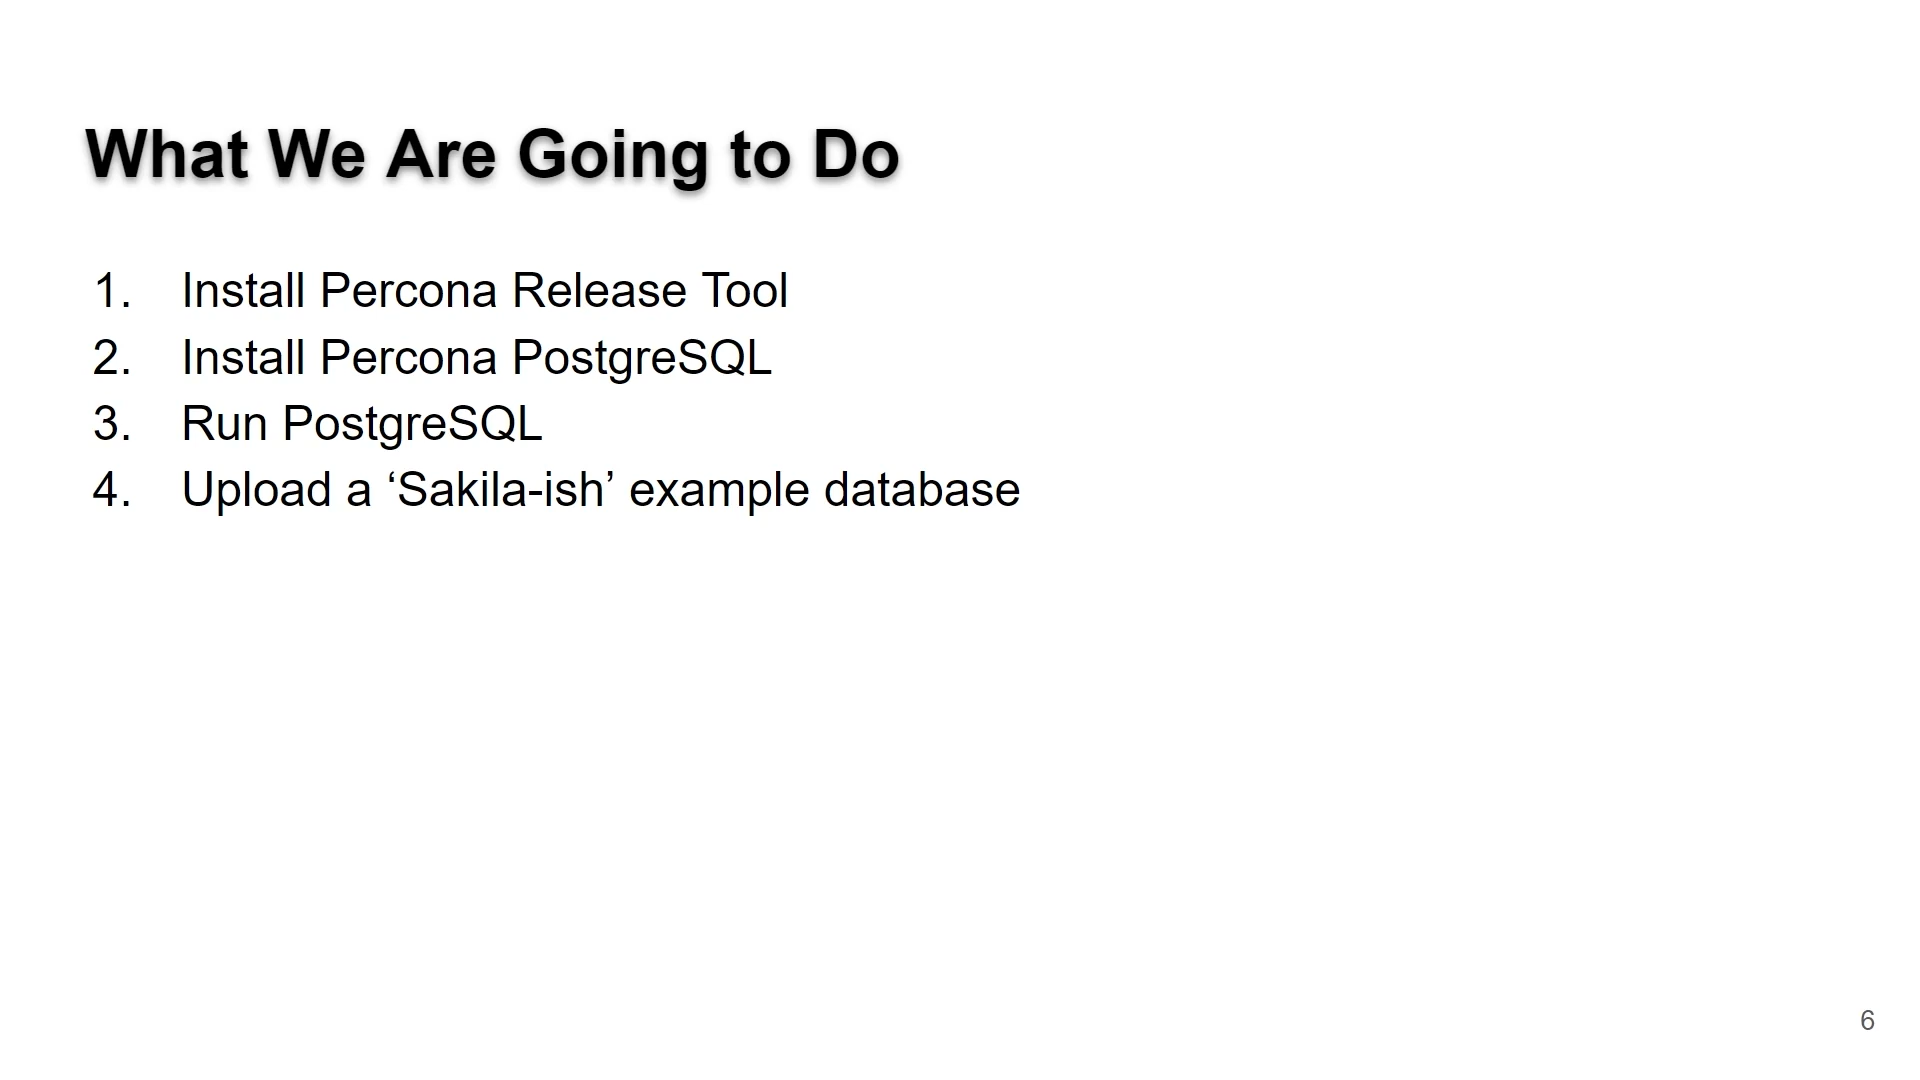 What We Are Going to Do
1. Install Percona Release Tool
2. Install Percona PostgreSQL
3. Run PostgreSQL
4. Upload a ‘Sakila-ish’ example database
6